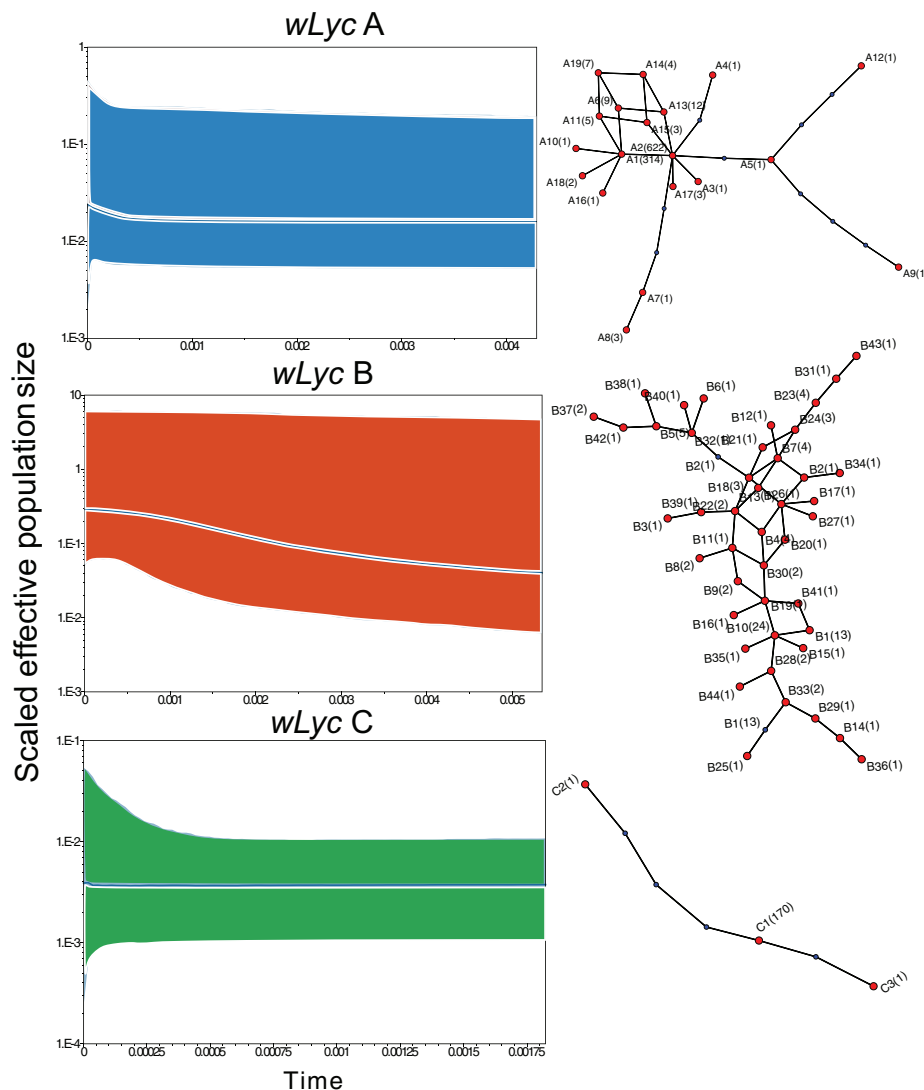 wLyc A
1
1.E-1
1.E-2
1.E-3
0
0.001
0.002
0.003
0.004
A19(7)
A14(4)
A4(1)
A12(1)
A6(9)
A13(12)
A11(5)
A15(3)
A10(1)
A2(622)
A1(314)
A5(1)
A18(2)
A3(1)
A17(3)
A16(1)
A9(1
A7(1)
A8(3)
Scaled effective population size
wLyc B
10
1
1.E-1
1.E-2
1.E-3
0
0.001
0.002
0.003
0.004
0.005
B43(1)
B31(1)
B38(1)
B40(1)
B6(1)
B23(4)
B37(2)
B12(1)
B24(3)
B5(5)
B32(1)
B21(1)
B42(1)
B7(4)
B2(1)
B2(1)
B34(1)
B18(3)
B26(1)
B17(1)
B39(1)
B22(2)
B3(1)
B27(1)
B11(1)
B20(1)
B8(2)
B30(2)
B9(2)
B41(1)
B16(1)
B10(24)
B1(13)
B35(1)
B15(1)
B28(2)
B44(1)
B33(2)
B29(1)
B1(13)
B14(1)
B25(1)
B36(1)
wLyc C
1.E-1
1.E-2
1.E-3
1.E-4
0
0.00025
0.0005
0.00075
0.001
0.00125
0.0015
0.00175
Time
C2(1)
C1(170)
C3(1)